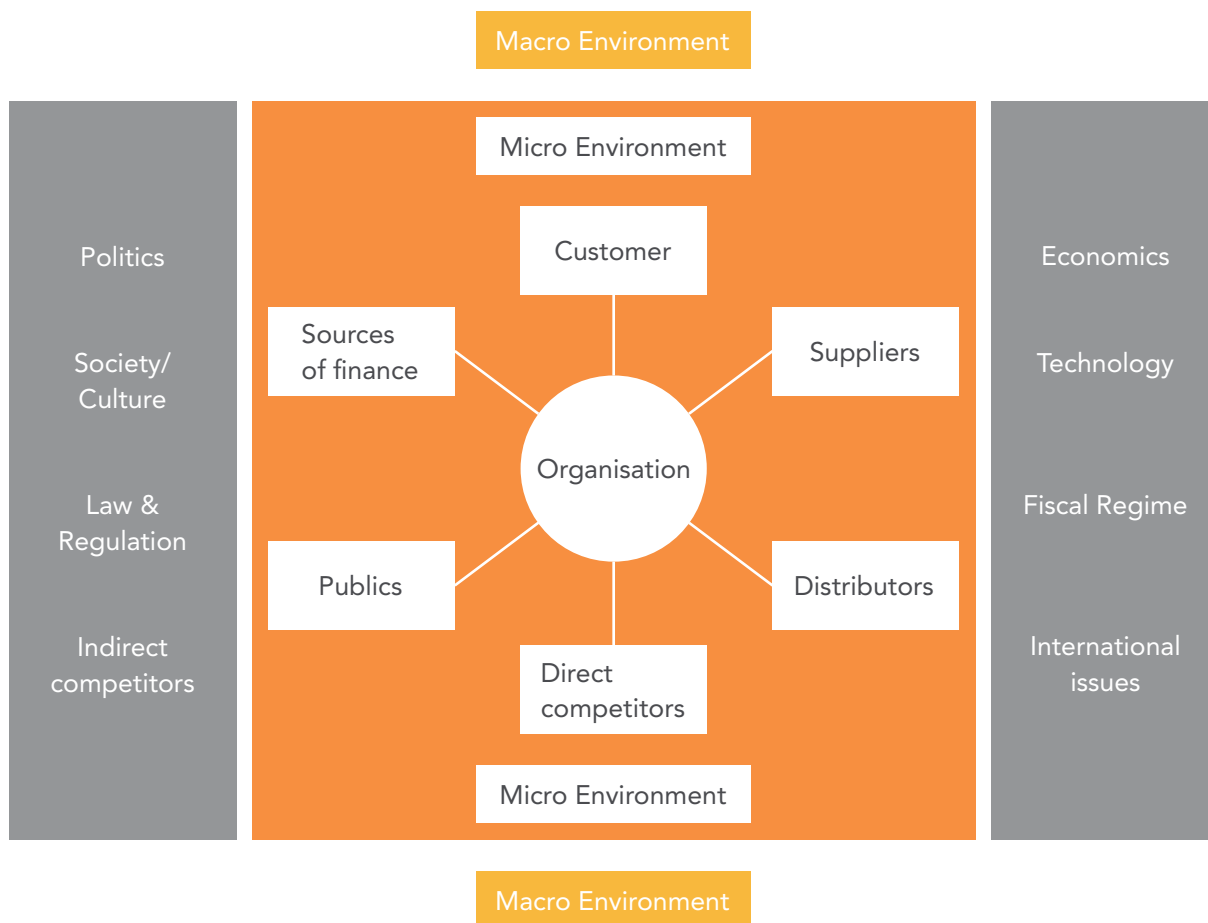 Macro Environment
Micro Environment
Politics
Society/
Culture
Law &
Regulation
Indirect
competitors
Customer
Sources
of finance
Suppliers
Organisation
Publics
Distributors
Direct
competitors
Economics
Technology
Fiscal Regime
International
issues
Micro Environment
Macro Environment